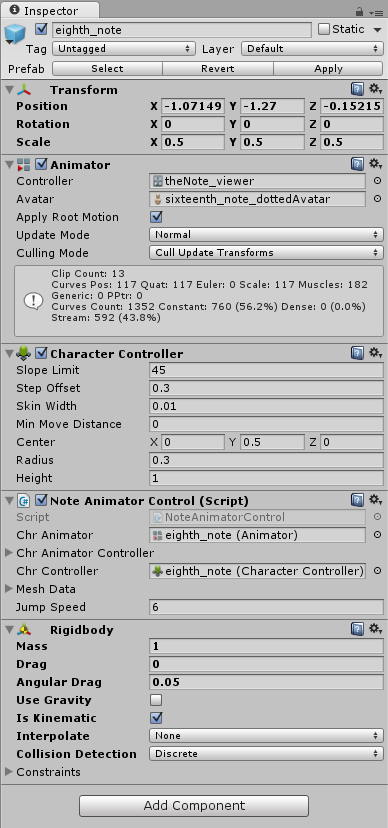 Inspector
eighth_note Static
Tag Untagged Layer Default
Prefab Select Revert Apply
Transform
Position X -1.07149 Y -1.27 Z -0.15215
Rotation X 0 Y 0 Z 0
Scale X 0.5 Y 0.5 Z 0.5
Animator
Controller theNote_viewer
Avatar sixteenth_note_dottedAvatar
Apply Root Motion
Update Mode Normal
Culling Mode Cull Update Transforms
Clip Count: 13
Curves Pos: 117 Quat: 117 Euler: 0 Scale: 117 Muscles: 182
Generic: 0 PPtr: 0
Curves Count: 1352 Constant: 760 (56.2%) Dense: 0 (0.0%)
Stream: 592 (43.8%)
Character Controller
Slope Limit 45
Step Offset 0.3
Skin Width 0.01
Min Move Distance 0
Center X 0 Y 0.5 Z 0
Radius 0.3
Height 1
Note Animator Control (Script)
Script NoteAnimatorControl
Chr Animator eighth_note (Animator)
Chr Animator Controller
Chr Controller eighth_note (Character Controller)
Mesh Data
Jump Speed 6
Rigidbody
Mass 1
Drag 0
Angular Drag 0.05
Use Gravity
Is Kinematic
Interpolate None
Collision Detection Discrete
Constraints
Add Component